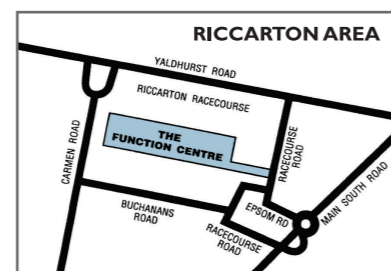 RICCARTON AREA
YALDHURST ROAD
RICCARTON RACECOURSE
THE
FUNCTION CENTRE
CARMEN ROAD
RACECOURSE
ROAD
MAIN SOUTH ROAD
EPSOM RD
BUCHANANS
ROAD
RACECOURSE
ROAD